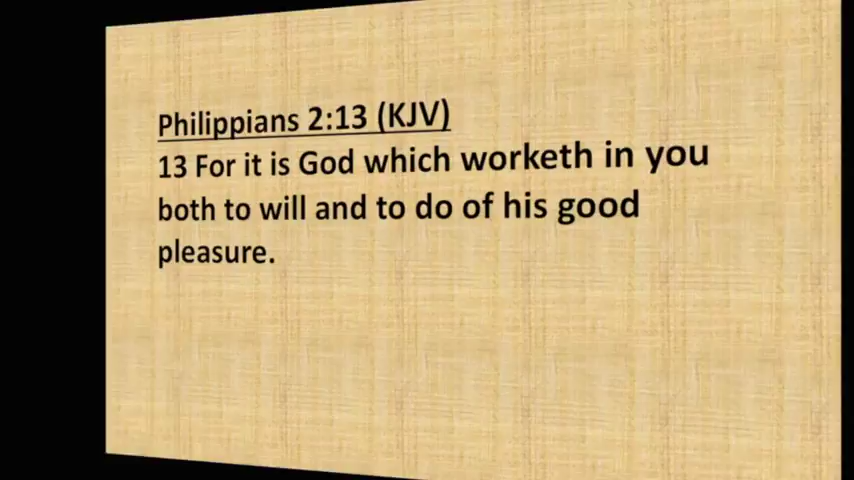 Philippians 2:13 (KJV)
13 For it is God which worketh in you
both to will and to do of his good
pleasure.